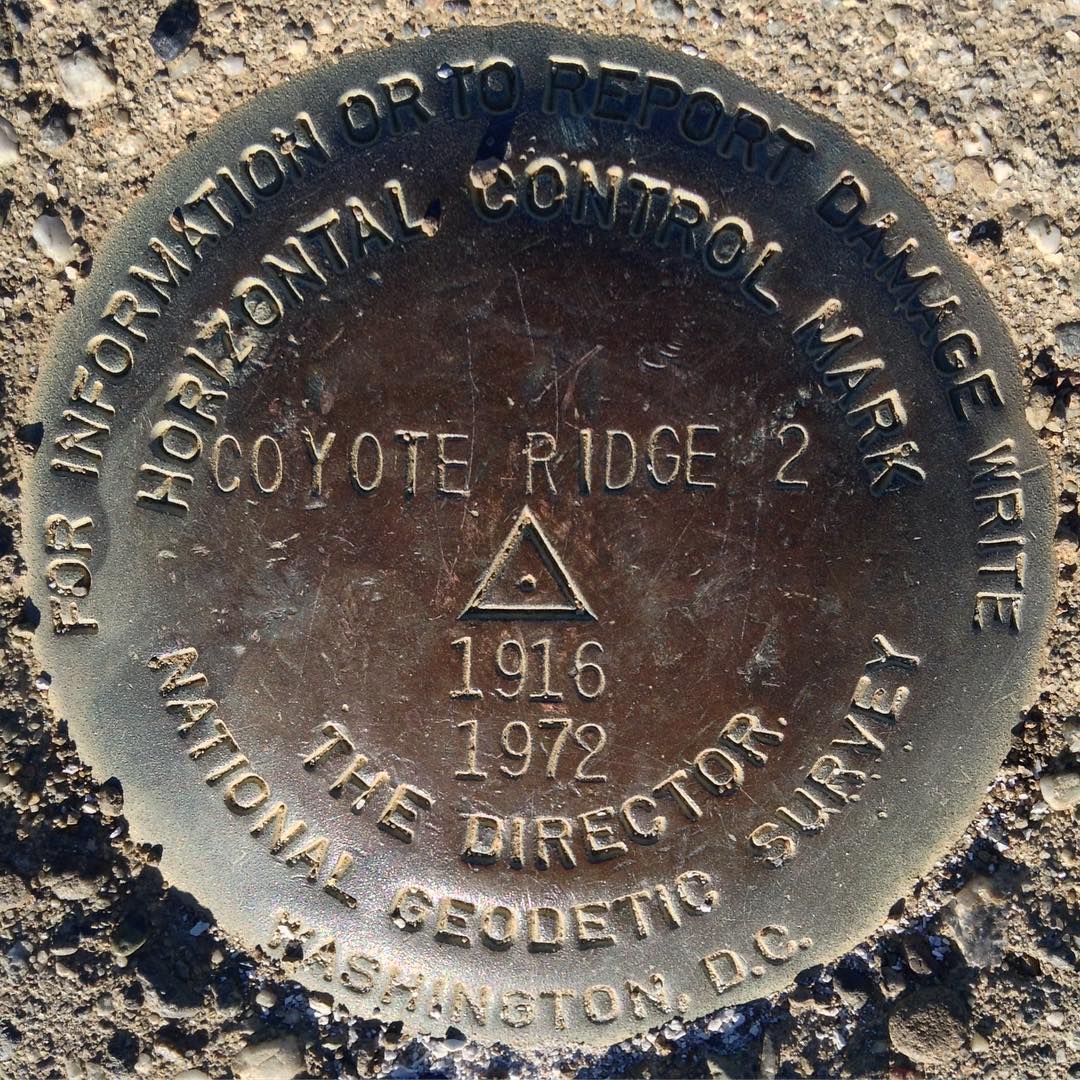 FOR INFORMATION OR TO REPORT DAMAGE WRITE
HORIZONTAL CONTROL MARK
COYOTE RIDGE 2
1916
1972
THE DIRECTOR.
NATIONAL GEODETIC SURVEY
WASHINGTON, D.C.